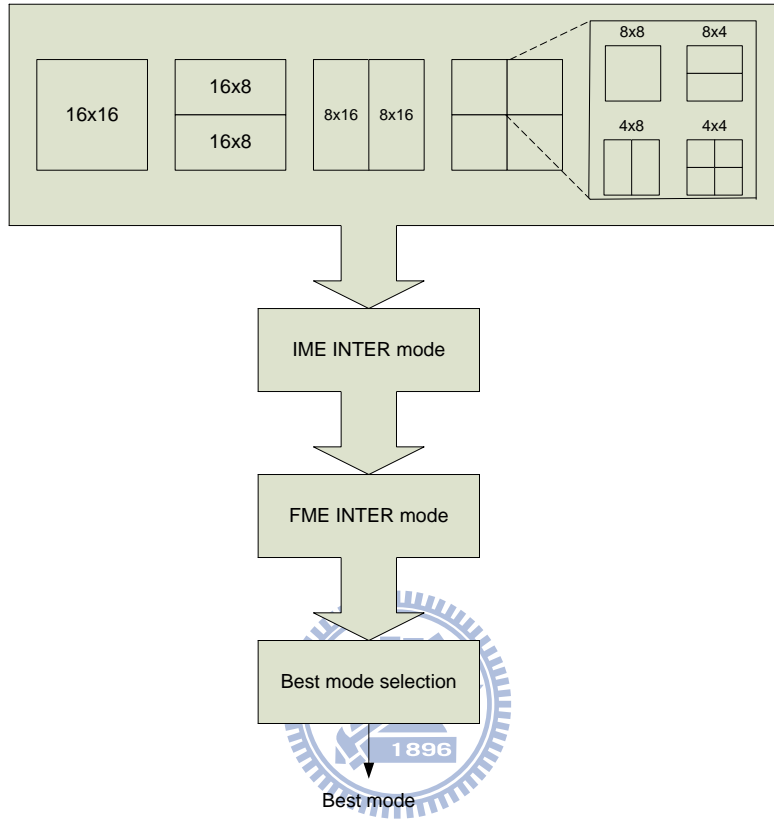 16x16
16x8
16x8
8x16 8x16
8x8 8x4
4x8 4x4
IME INTER mode
FME INTER mode
Best mode selection
1896
Best mode